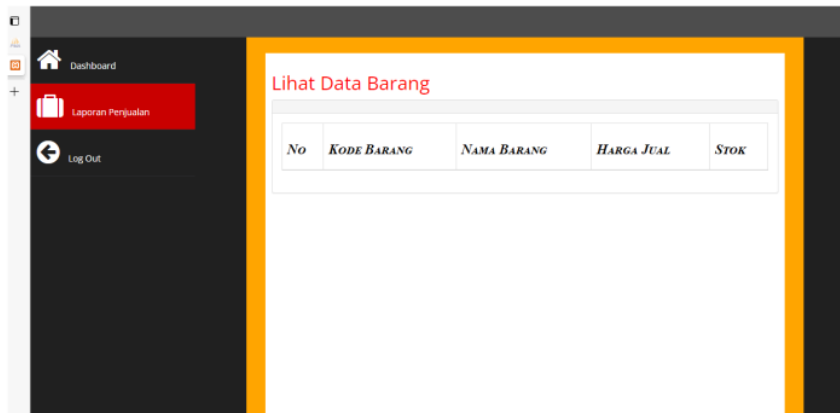 Dashboard
Laporan Penjualan
Log Out
Lihat Data Barang
No Kode Barang Nama Barang Harga Jual Stok